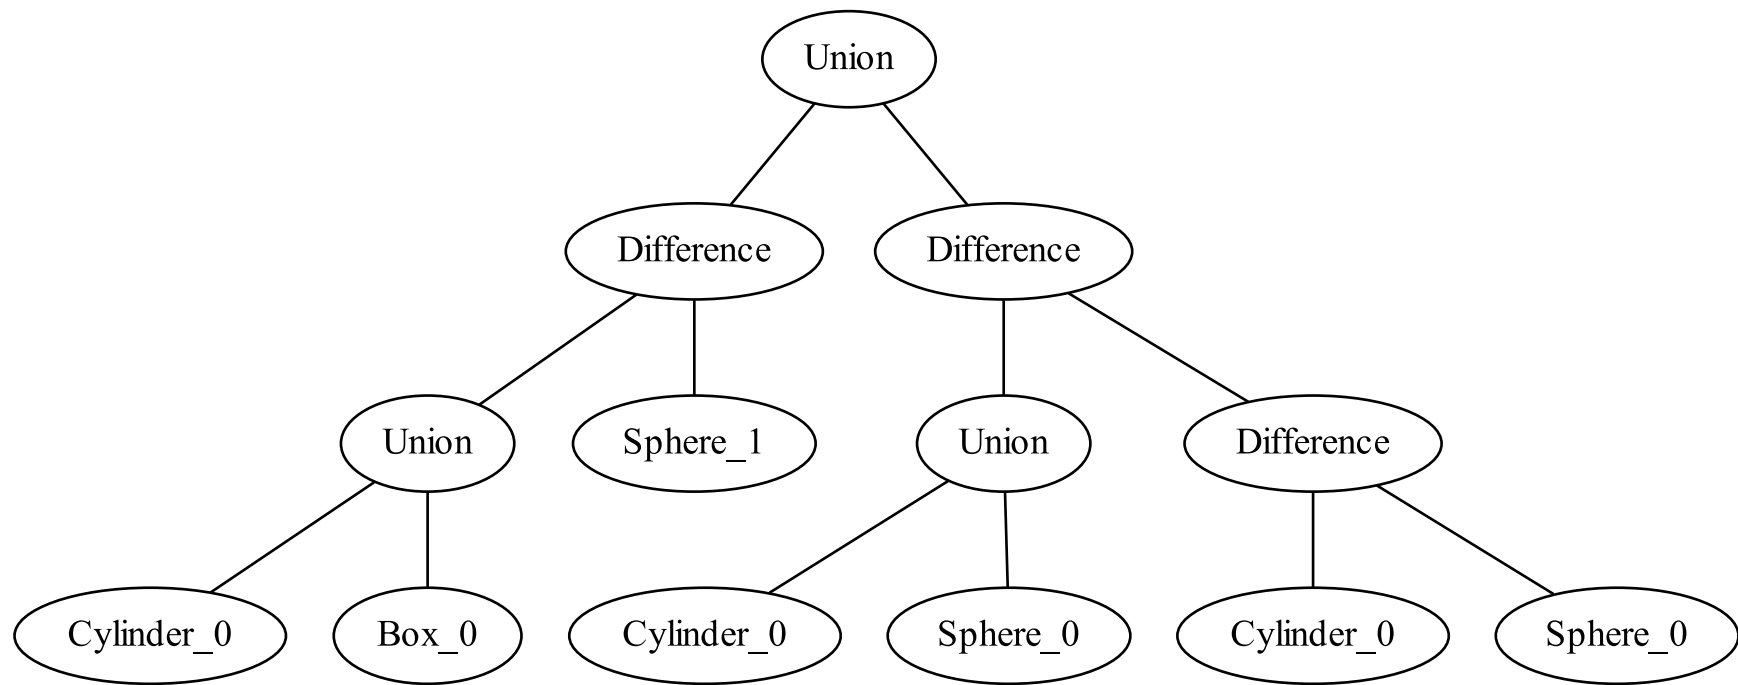 Union
Difference
Difference
Union
Sphere_1
Union
Difference
Cylinder_0
Box_0
Cylinder_0
Sphere_0
Cylinder_0
Sphere_0